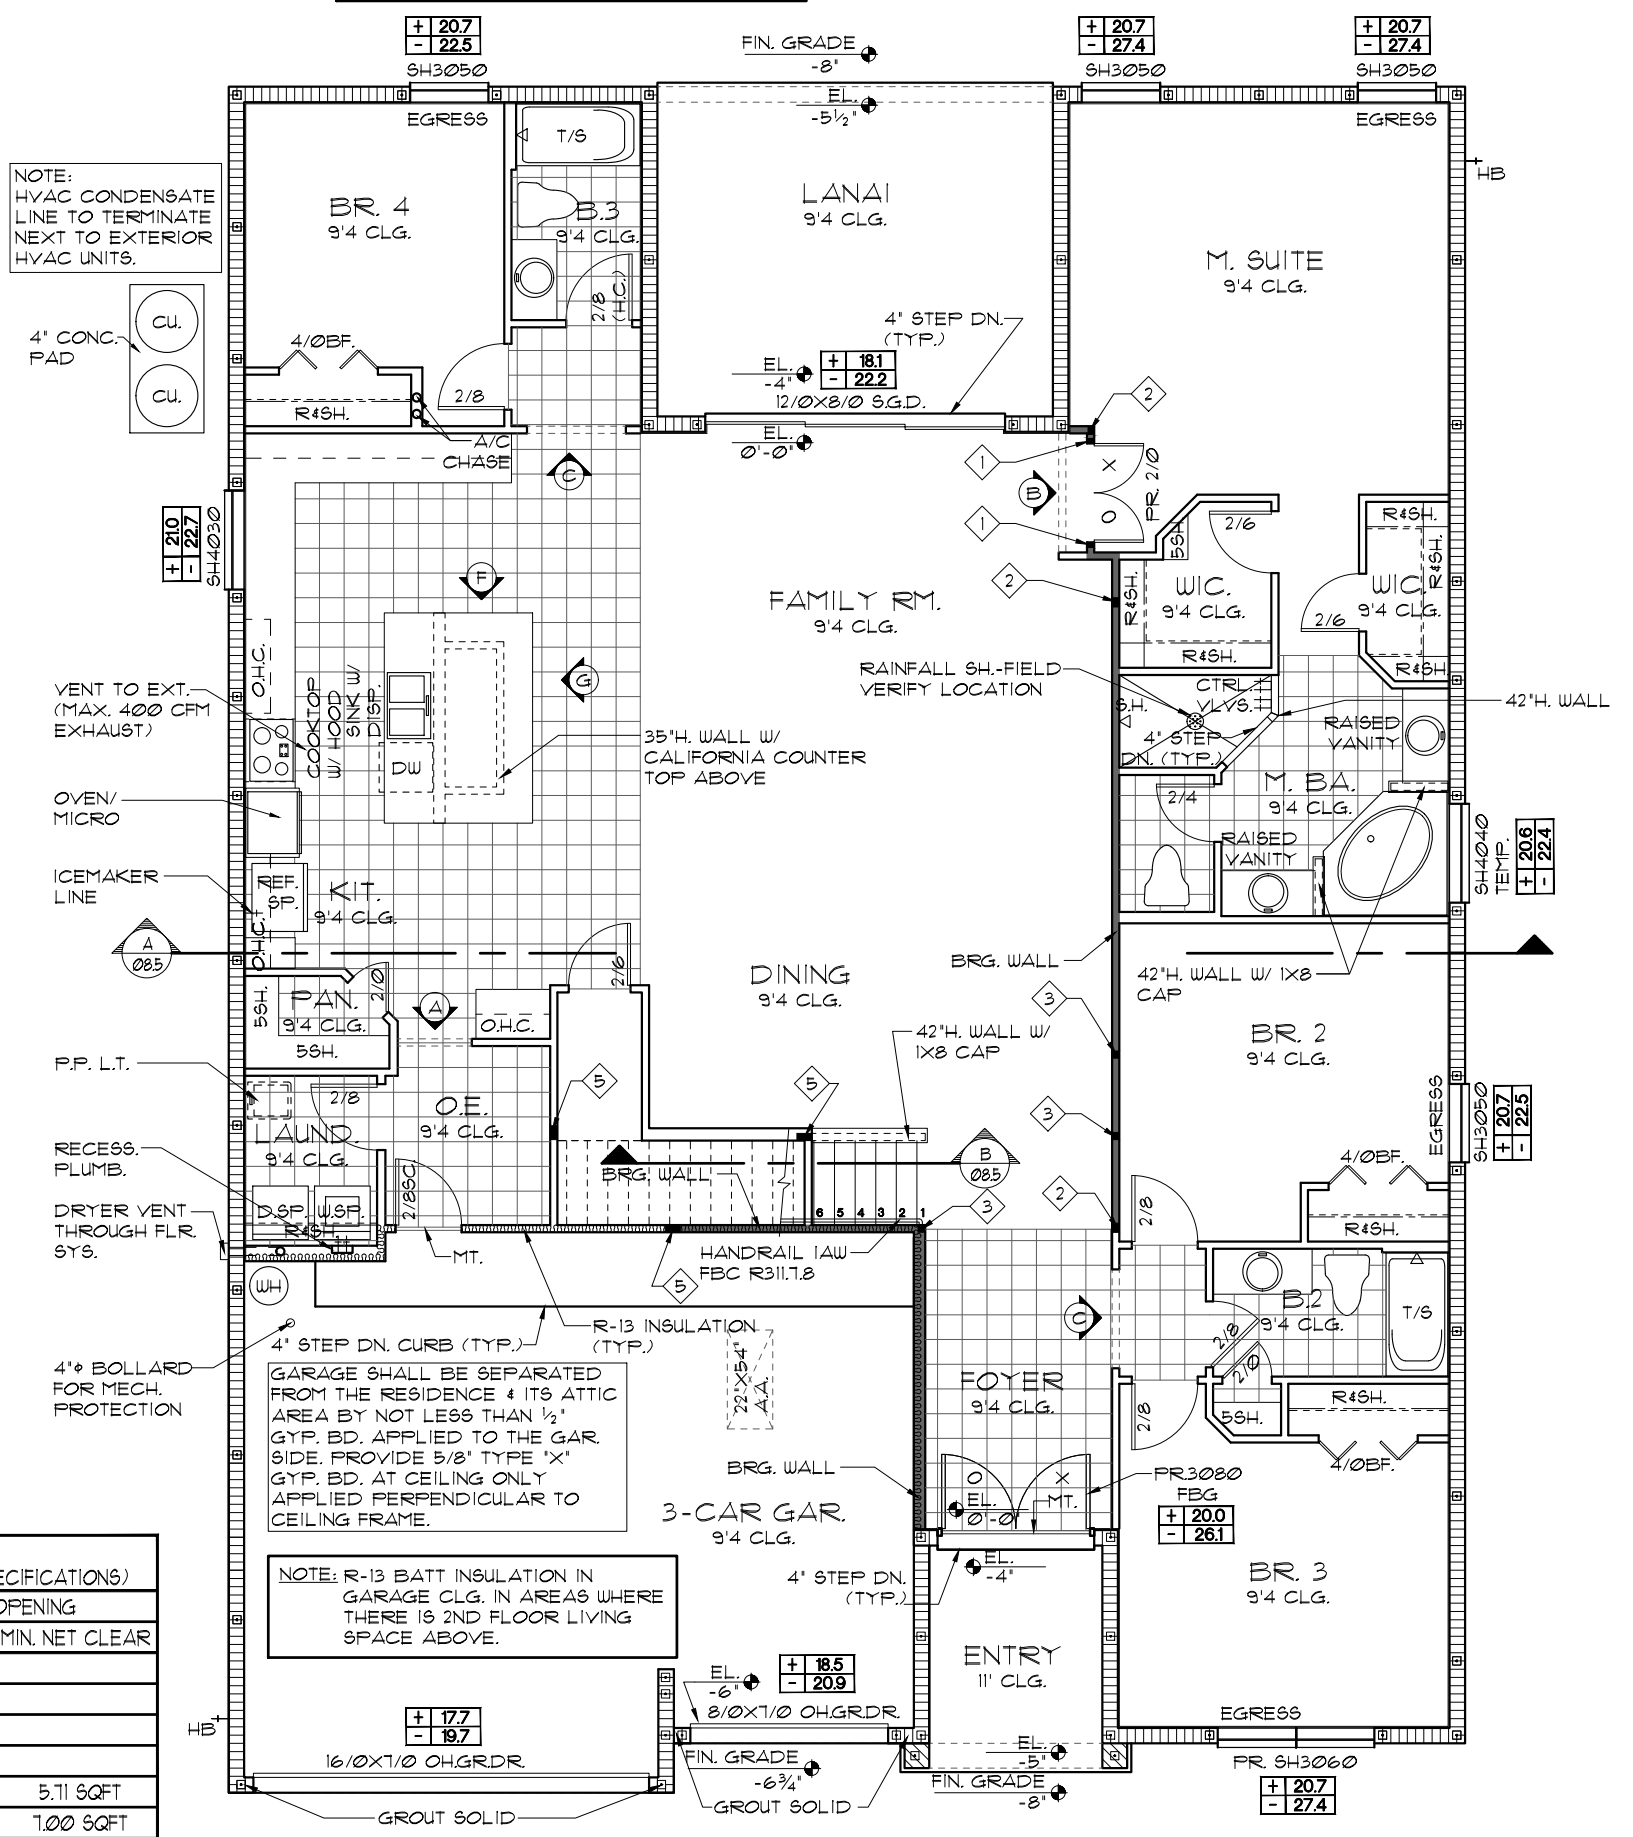 + 20.7
- 22.5
SH3050
EGRESS
FIN. GRADE
-8"
EL.
-5½"
+ 20.7
- 27.4
SH3050
+ 20.7
- 27.4
SH3050
EGRESS
HB
NOTE:
HVAC CONDENSATE
LINE TO TERMINATE
NEXT TO EXTERIOR
HVAC UNITS.
T/S
BR. 4
9'4 CLG.
B.3
9'4 CLG.
2/8
(H.C.)
LANAI
9'4 CLG.
M. SUITE
9'4 CLG.
CU.
CU.
4" CONC.
PAD
4/0BF.
R&SH.
2/8
A/C
CHASE
4" STEP DN.
(TYP.)
EL.
-4"
+ 18.1
- 22.2
12/0X8/0 S.G.D.
EL.
0'-0"
2
1
1
2
X
O
PR. 2/0
B
C
+ 21.0
- 22.7
SH4030
F
G
5SH
2/6
R&SH.
WIC.
9'4 CLG.
R&SH.
R&SH.
R&SH.
WIC.
9'4 CLG.
2/6
R&SH.
FAMILY RM.
9'4 CLG.
RAINFALL SH.-FIELD
VERIFY LOCATION
O.H.C.
COOKTOP
W/ HOOD
SINK W/
DISP.
DW
VENT TO EXT.
(MAX. 400 CFM
EXHAUST)
35"H. WALL W/
CALIFORNIA COUNTER
TOP ABOVE
CTRL.
VLVS.
S.H.
4" STEP
DN. (TYP.)
42"H. WALL
RAISED
VANITY
M. BA.
9'4 CLG.
2/4
RAISED
VANITY
SH4040
TEMP.
+ 20.6
- 22.4
OVEN/
MICRO
ICEMAKER
LINE
REF.
SP.
KIT.
9'4 CLG.
O.H.C.
A
08.5
2/6
DINING
9'4 CLG.
BRG. WALL
42"H. WALL W/ 1X8
CAP
5SH.
PAN.
9'4 CLG.
2/0
5SH.
A
O.H.C.
42"H. WALL W/
1X8 CAP
3
3
BR. 2
9'4 CLG.
EGRESS
SH3050
+ 20.7
- 22.5
P.P. L.T.
2/8
LAUND.
9'4 CLG.
O.E.
9'4 CLG.
5
5
RECESS.
PLUMB.
DRYER VENT
THROUGH FLR.
SYS.
D.SP.
W.SP.
R&SH.
2/8SC
BRG. WALL
6 5 4 3 2 1
B
08.5
3
2
2/8
4/0BF.
R&SH.
MT.
HANDRAIL IAW
FBC R311.7.8
5
WH
4"φ BOLLARD
FOR MECH.
PROTECTION
4" STEP DN. CURB (TYP.)
R-13 INSULATION
(TYP.)
22"X54"
A.A.
C
B.2
9'4 CLG.
T/S
2/8
2/0
5SH.
R&SH.
4/0BF.
2/8
FOYER
9'4 CLG.
GARAGE SHALL BE SEPARATED
FROM THE RESIDENCE & ITS ATTIC
AREA BY NOT LESS THAN ½"
GYP. BD. APPLIED TO THE GAR.
SIDE. PROVIDE 5/8" TYPE "X"
GYP. BD. AT CEILING ONLY
APPLIED PERPENDICULAR TO
CEILING FRAME.
BRG. WALL
3-CAR GAR.
9'4 CLG.
O
X
MT.
EL.
0'-0"
PR.3080
FBG
+ 20.0
- 26.1
EL.
-4"
4" STEP DN.
(TYP.)
BR. 3
9'4 CLG.
NOTE: R-13 BATT INSULATION IN
GARAGE CLG. IN AREAS WHERE
THERE IS 2ND FLOOR LIVING
SPACE ABOVE.
ENTRY
11' CLG.
EL.
-6"
+ 18.5
- 20.9
8/0X7/0 OH.GR.DR.
HB
+ 17.7
- 19.7
16/0X7/0 OH.GR.DR.
FIN. GRADE
-6¾"
GROUT SOLID
GROUT SOLID
EL.
-5"
FIN. GRADE
-8"
EGRESS
PR. SH3060
+ 20.7
- 27.4
ECIFICATIONS)
OPENING
MIN. NET CLEAR
5.71 SQFT
7.00 SQFT